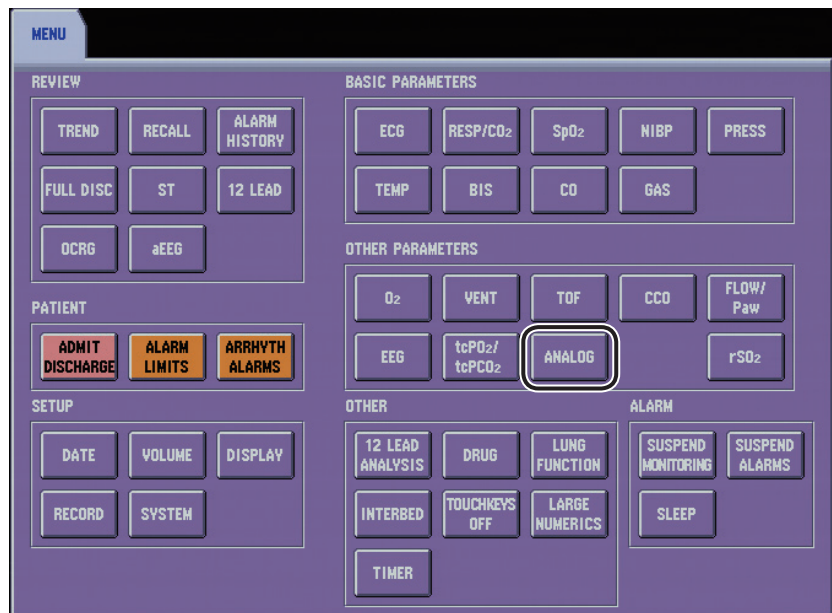 MENU
REVIEW
TREND
RECALL
ALARM
HISTORY
FULL DISC
ST
12 LEAD
OCRG
aEEG
PATIENT
ADMIT
DISCHARGE
ALARM
LIMITS
ARRHYTH
ALARMS
SETUP
DATE
VOLUME
DISPLAY
RECORD
SYSTEM
BASIC PARAMETERS
ECG
RESP/CO₂
SpO₂
NIBP
PRESS
TEMP
BIS
CO
GAS
OTHER PARAMETERS
O₂
VENT
TOF
CCO
FLOW/
Paw
EEG
tcPO₂/
tcPCO₂
ANALOG
rSO₂
OTHER
12 LEAD
ANALYSIS
DRUG
LUNG
FUNCTION
INTERBED
TOUCHKEYS
OFF
LARGE
NUMERICS
TIMER
ALARM
SUSPEND
MONITORING
SUSPEND
ALARMS
SLEEP